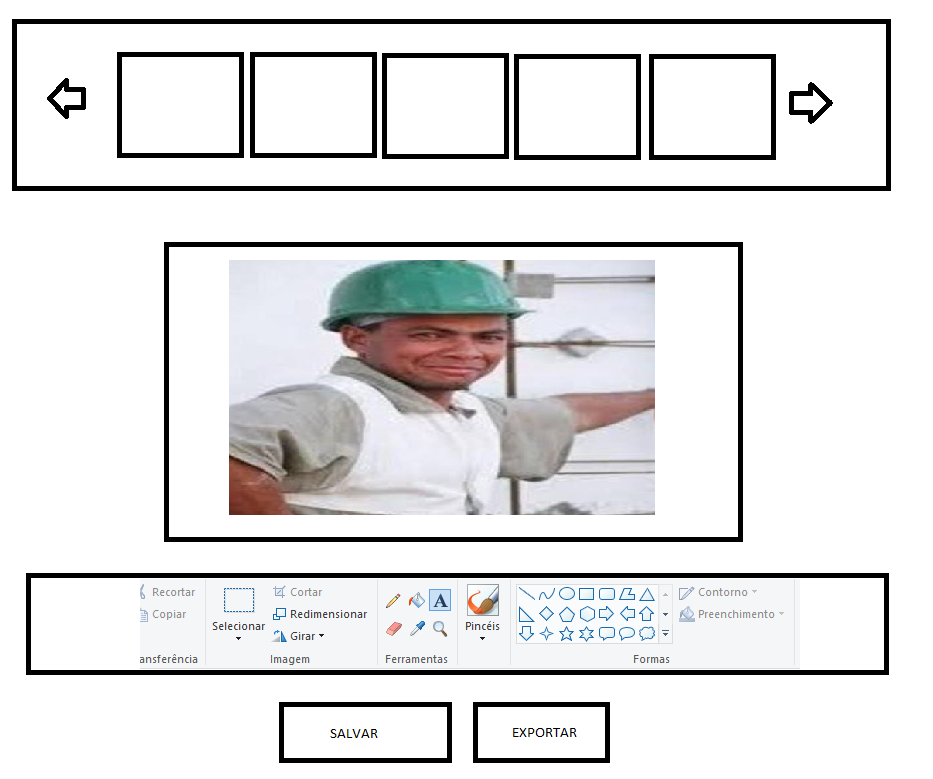 Recortar
Copiar
ansferência
Selecionar
Cortar
Redimensionar
Girar
Imagem
A
Ferramentas
Pincéis
Formas
Contorno
Preenchimento
SALVAR
EXPORTAR